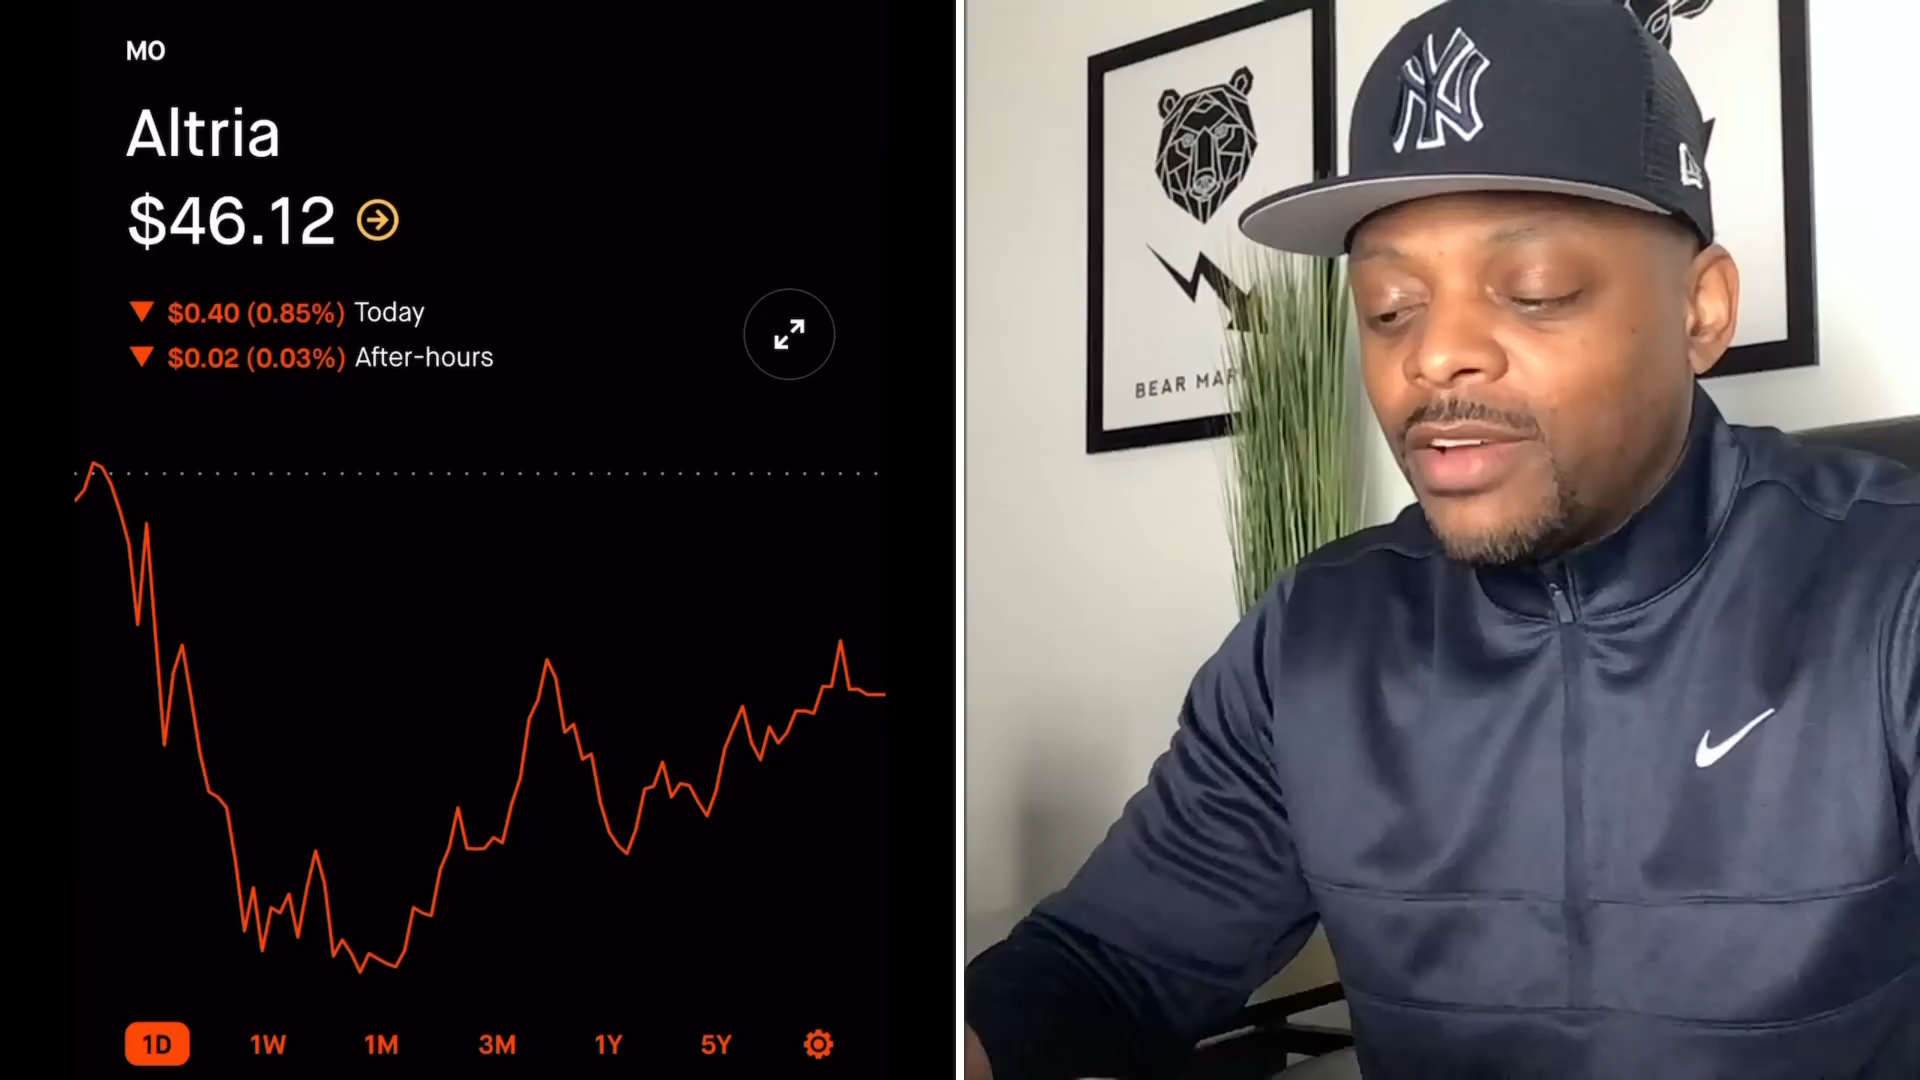 MO
Altria
$46.12
$0.40 (0.85%) Today
$0.02 (0.03%) After-hours
1D 1W 1M 3M 1Y 5Y
NY
BEAR MAR